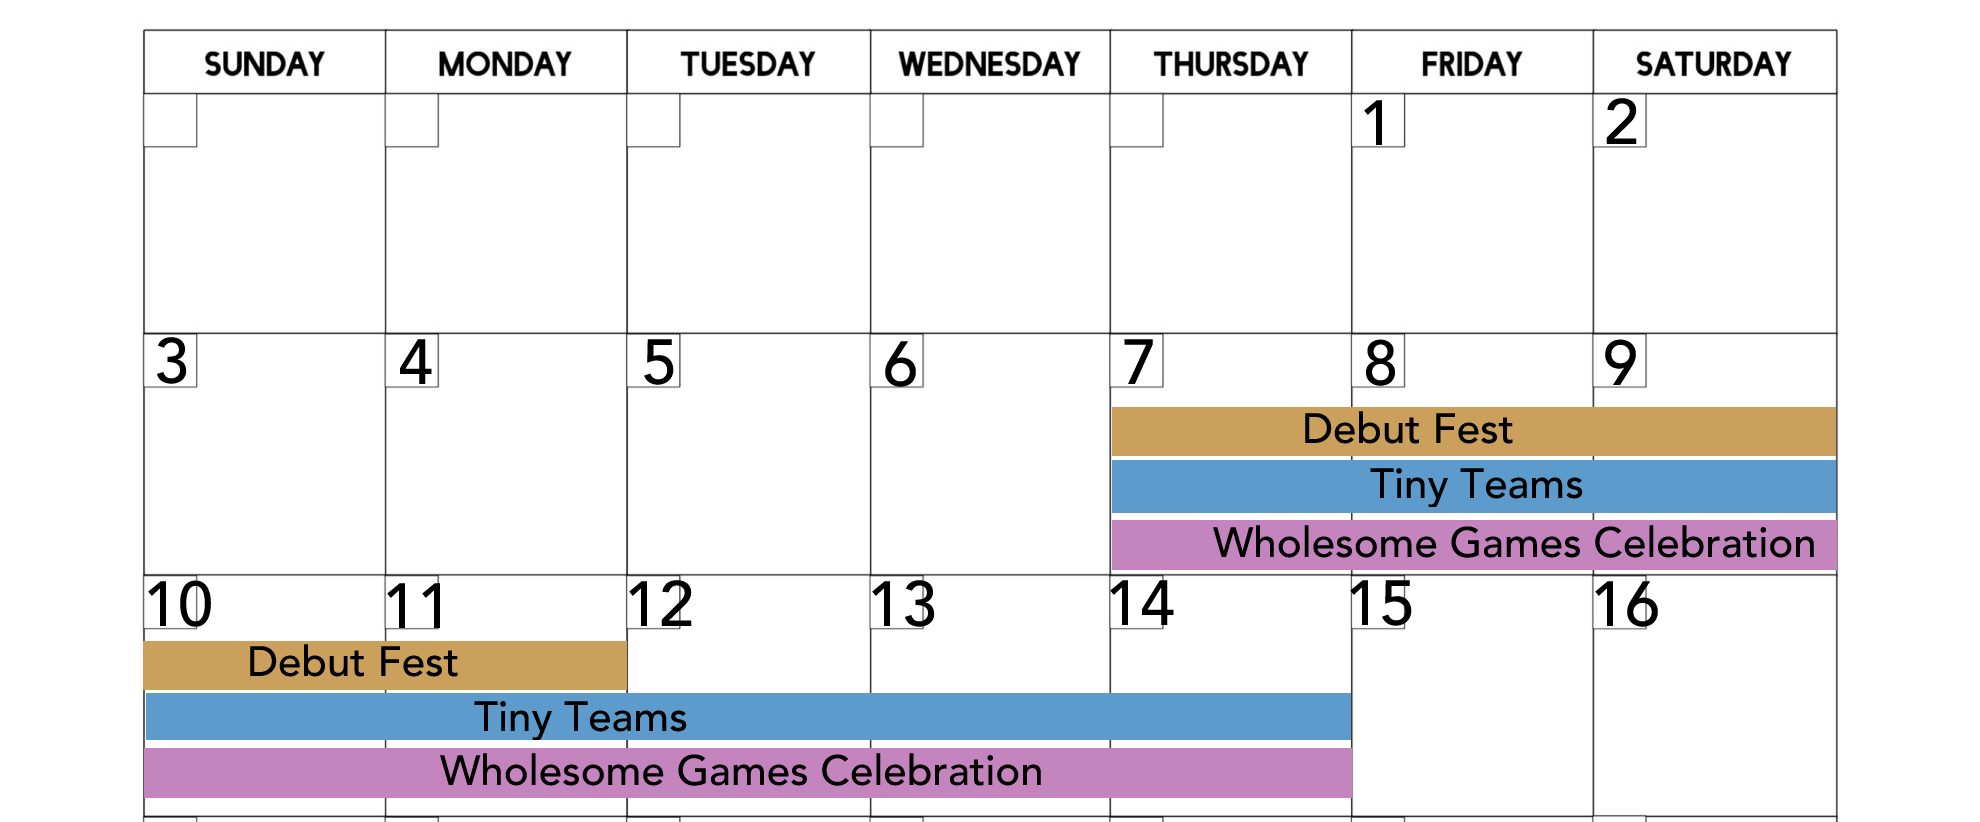 SUNDAY MONDAY TUESDAY WEDNESDAY THURSDAY FRIDAY SATURDAY
1 2
3 4 5 6 7 8 9
Debut Fest
Tiny Teams
Wholesome Games Celebration
10 11 12 13 14 15 16
Debut Fest
Tiny Teams
Wholesome Games Celebration